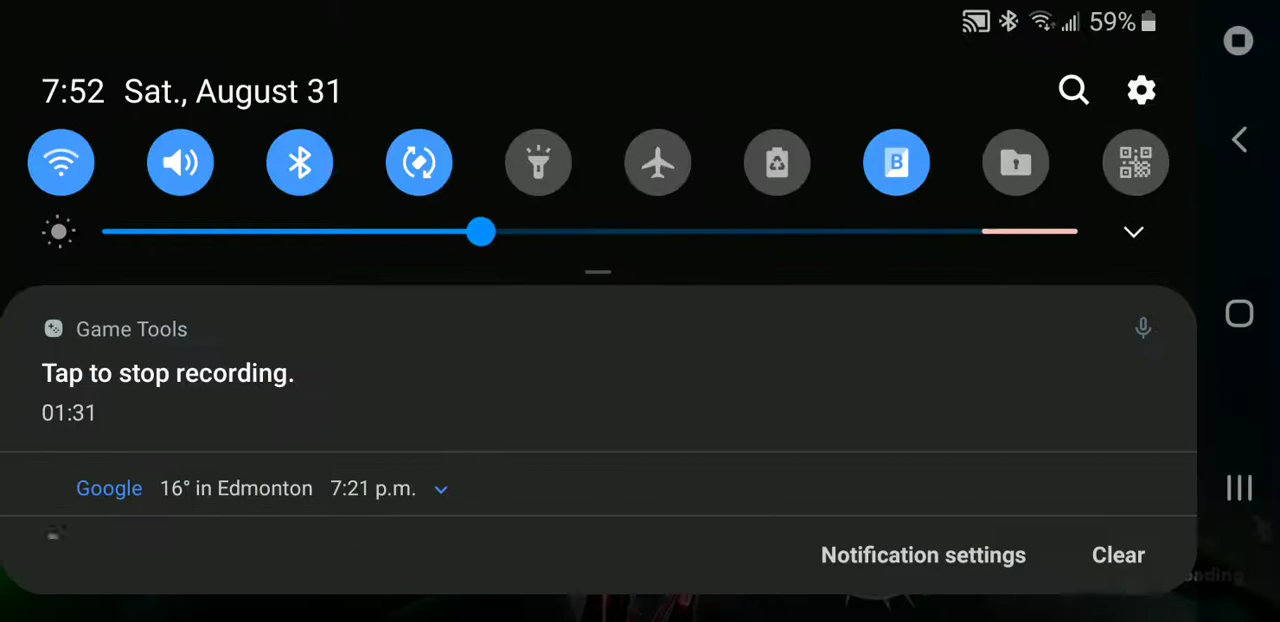 59%
7:52 Sat., August 31
B
Game Tools
Tap to stop recording.
01:31
Google 16° in Edmonton 7:21 p.m.
Notification settings Clear
oading